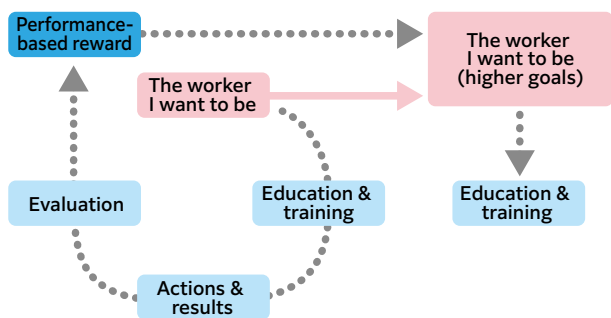 Performance-
based reward
The worker
I want to be
(higher goals)
The worker
I want to be
Evaluation
Education &
training
Education &
training
Actions &
results